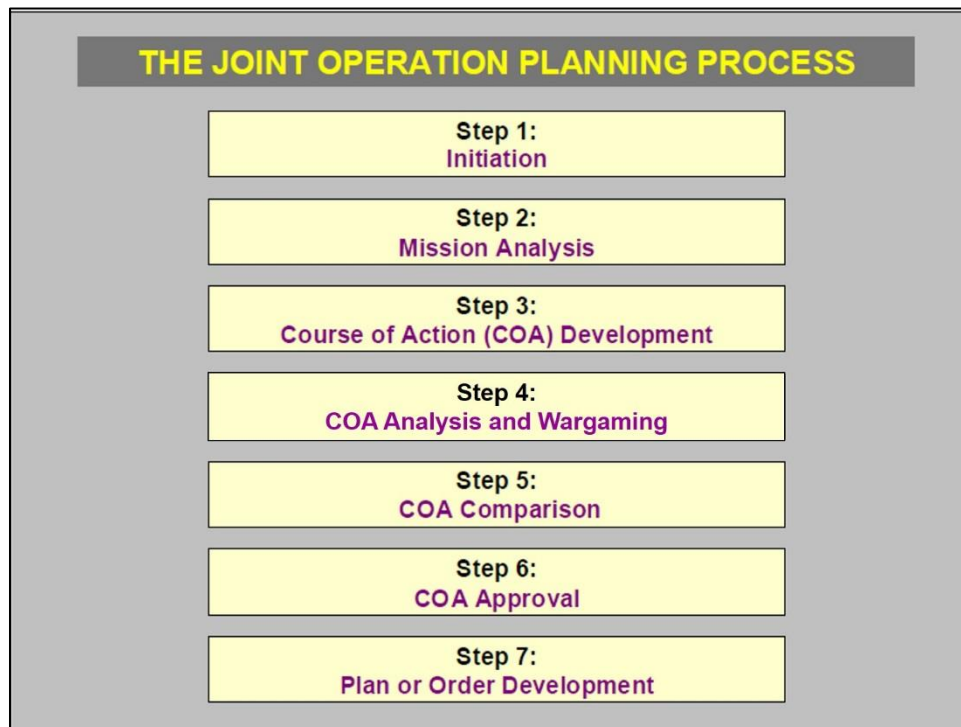 THE JOINT OPERATION PLANNING PROCESS
Step 1:
Initiation
Step 2:
Mission Analysis
Step 3:
Course of Action (COA) Development
Step 4:
COA Analysis and Wargaming
Step 5:
COA Comparison
Step 6:
COA Approval
Step 7:
Plan or Order Development